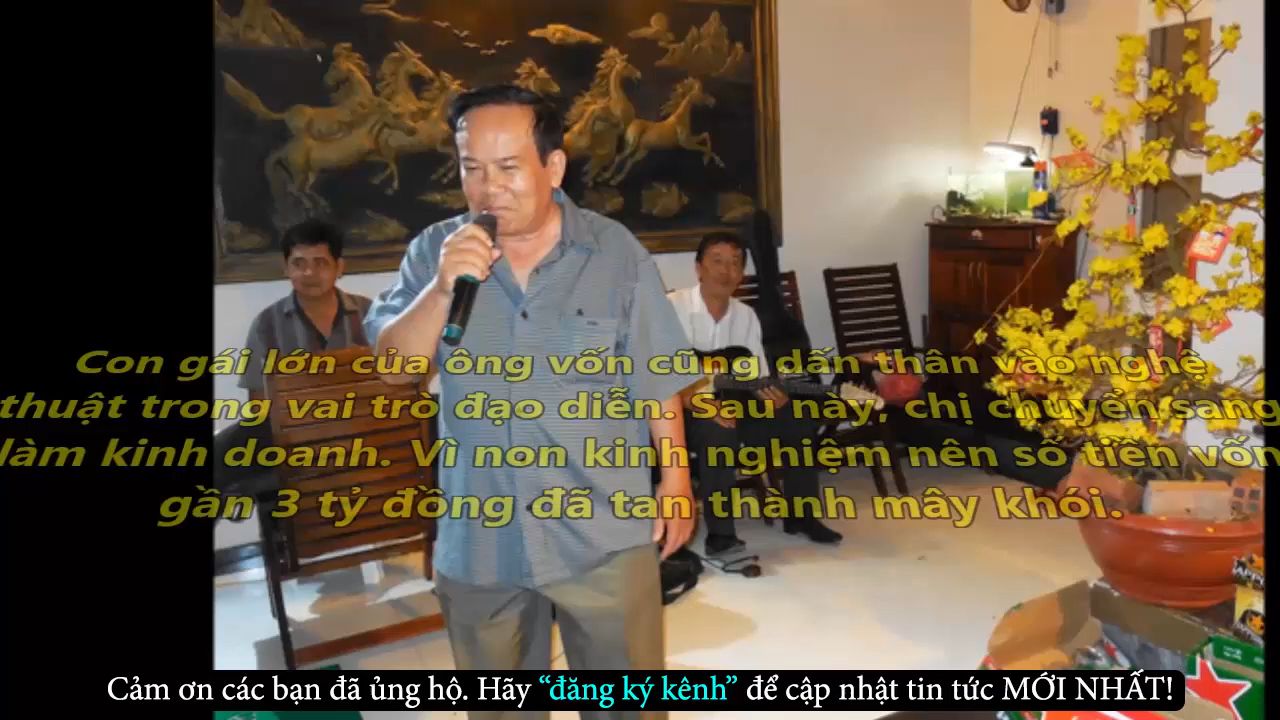 Con gái lớn của ông vốn cũng dấn thân vào nghệ
thuật trong vai trò đạo diễn. Sau này, chị chuyển sang
làm kinh doanh. Vì non kinh nghiệm nên số tiền vốn
gần 3 tỷ đồng đã tan thành mây khói.
Cảm ơn các bạn đã ủng hộ. Hãy “đăng ký kênh” để cập nhật tin tức MỚI NHẤT!